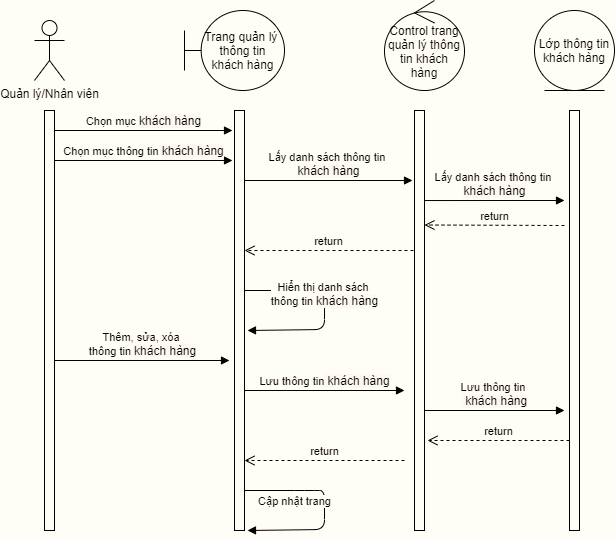 Quản lý/Nhân viên
Trang quản lý
thông tin
khách hàng
Control trang
quản lý thông
tin khách
hàng
Lớp thông tin
khách hàng
Chọn mục khách hàng
Chọn mục thông tin khách hàng
Lấy danh sách thông tin
khách hàng
Lấy danh sách thông tin
khách hàng
return
return
Hiển thị danh sách
thông tin khách hàng
Thêm, sửa, xóa
thông tin khách hàng
Lưu thông tin khách hàng
Lưu thông tin
khách hàng
return
return
Cập nhật trang